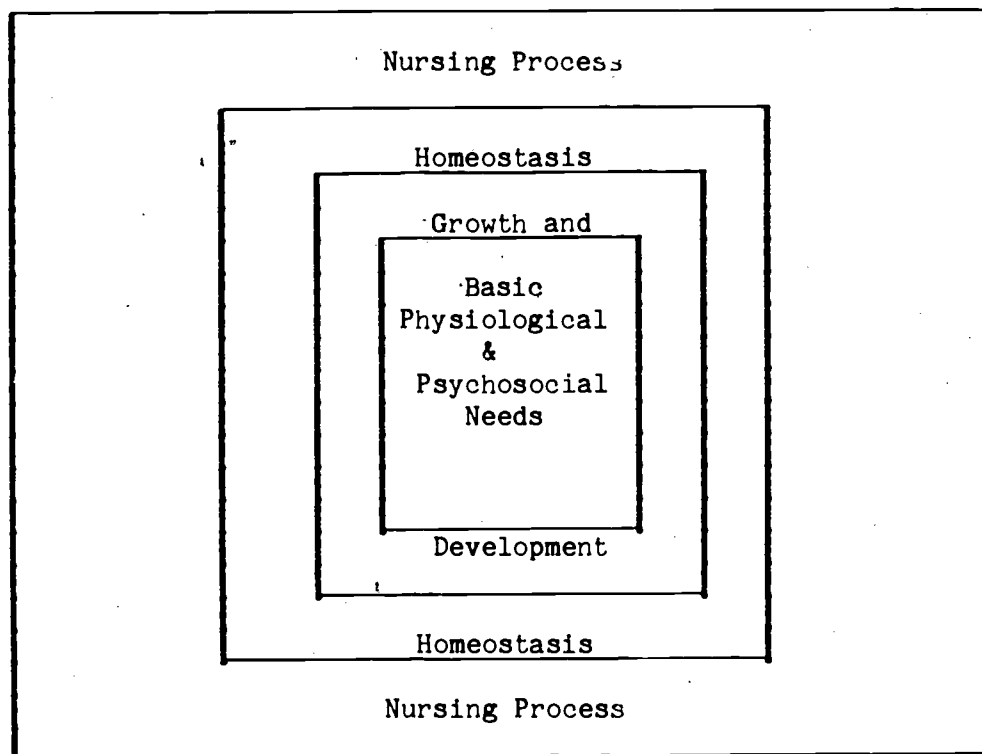 Nursing Process
Homeostasis
Growth and
Basic
Physiological
&
Psychosocial
Needs
Development
Homeostasis
Nursing Process